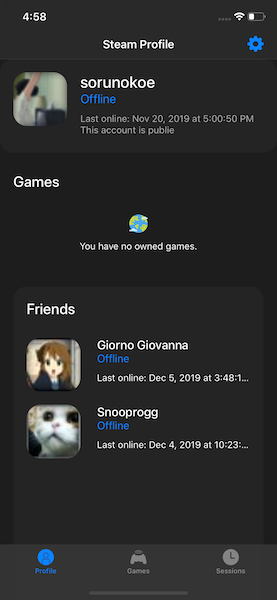 4:58
Steam Profile
sorunokoe
Offline
Last online: Nov 20, 2019 at 5:00:50 PM
This account is publie
Games
You have no owned games.
Friends
Giorno Giovanna
Offline
Last online: Dec 5, 2019 at 3:48:1...
Snooprogg
Offline
Last online: Dec 4, 2019 at 10:23:...
Profile
Games
Sessions